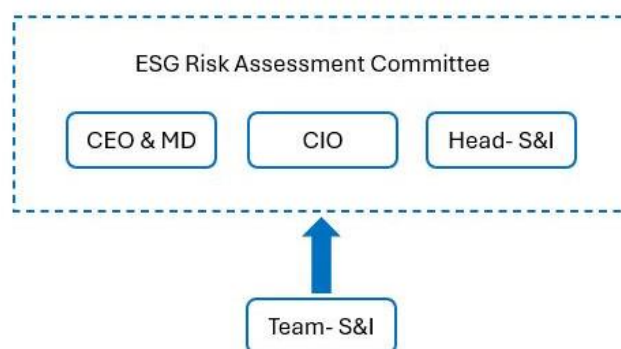 ESG Risk Assessment Committee
CEO & MD
CIO
Head- S&I
Team- S&I